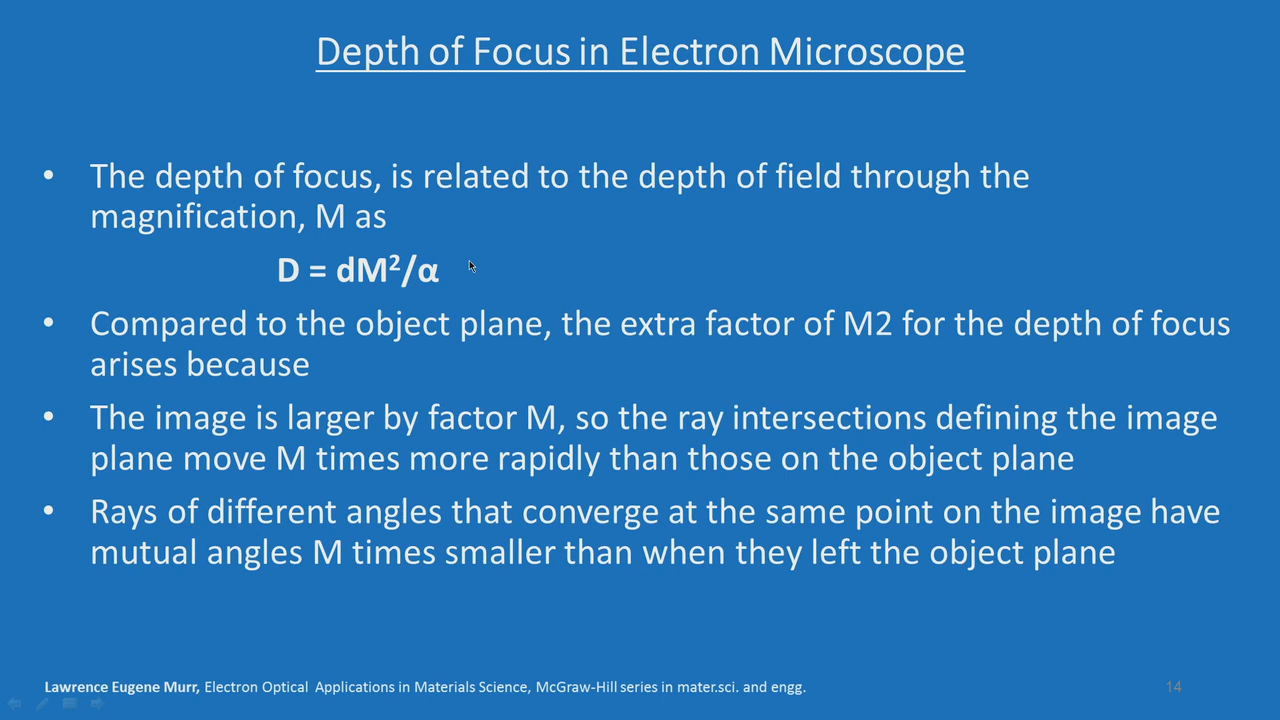 Depth of Focus in Electron Microscope
• The depth of focus, is related to the depth of field through the
magnification, M as
D = dM²/α
• Compared to the object plane, the extra factor of M2 for the depth of focus
arises because
• The image is larger by factor M, so the ray intersections defining the image
plane move M times more rapidly than those on the object plane
• Rays of different angles that converge at the same point on the image have
mutual angles M times smaller than when they left the object plane
Lawrence Eugene Murr, Electron Optical Applications in Materials Science, McGraw-Hill series in mater.sci. and engg.
14